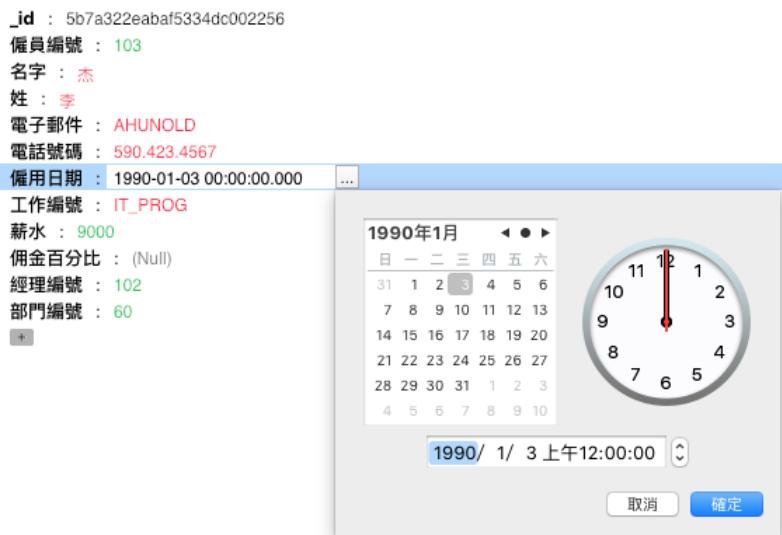 _id : 5b7a322eabaf5334dc002256
僱員編號 : 103
名字 : 杰
姓 : 李
電子郵件 : AHUNOLD
電話號碼 : 590.423.4567
僱用日期 : 1990-01-03 00:00:00.000 ...
工作編號 : IT_PROG
薪水 : 9000
佣金百分比 : (Null)
經理編號 : 102
部門編號 : 60
+
1990年1月
日 一 二 三 四 五 六
31 1 2 3 4 5 6
7 8 9 10 11 12 13
14 15 16 17 18 19 20
21 22 23 24 25 26 27
28 29 30 31 1 2 3
4 5 6 7 8 9 10
12 1 2 3 4 5 6 7 8 9 10 11
1990/ 1/ 3 上午12:00:00
取消 確定